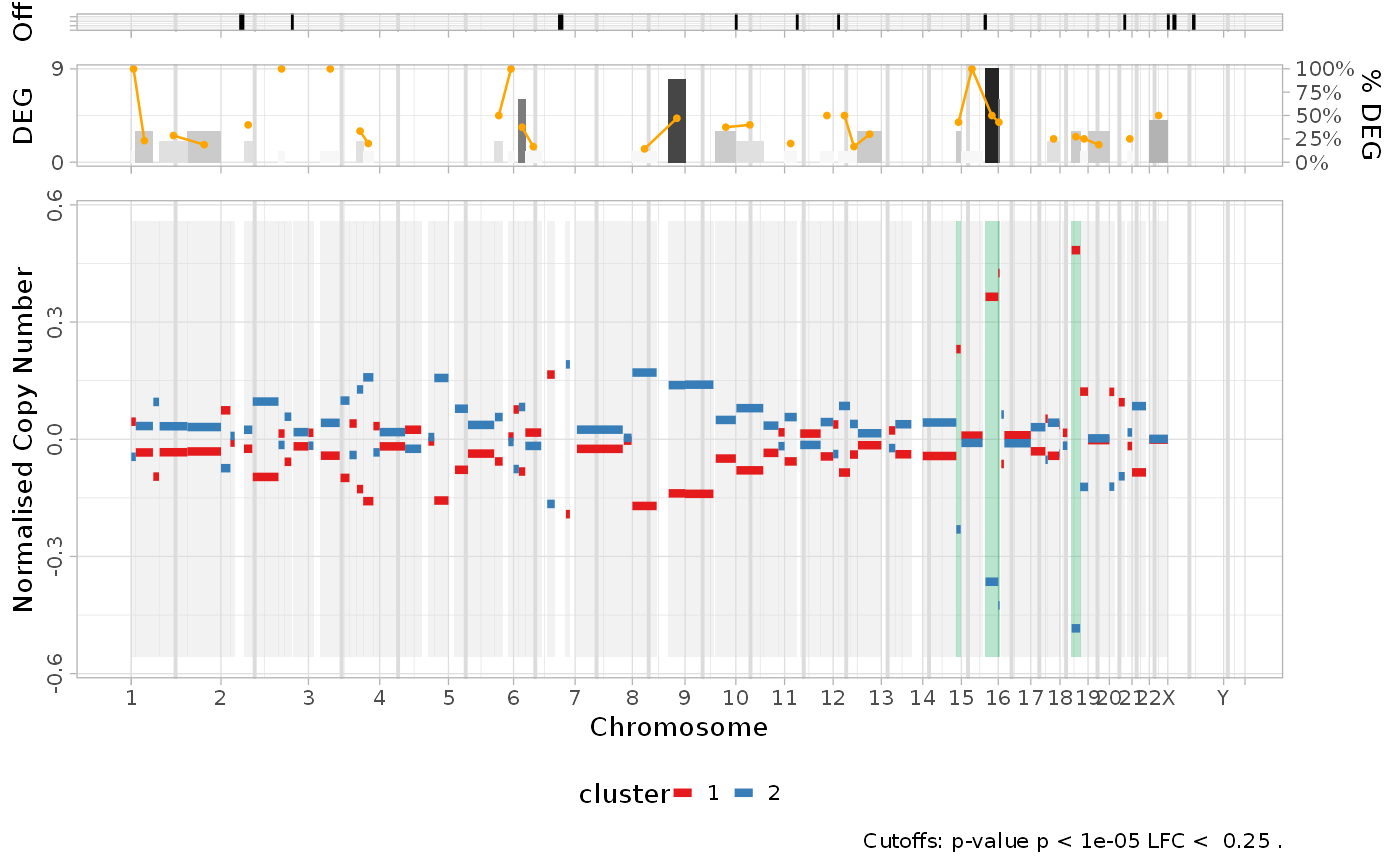 Off
9
0
DEG
100%
75%
50%
25%
0%
% DEG
0.6
0.3
0.0
-0.3
-0.6
Normalised Copy Number
1 2 3 4 5 6 7 8 9 10 11 12 13 14 15 16 17 18 19 20 21 22 X Y
Chromosome
cluster 1 2
Cutoffs: p-value p < 1e-05 LFC < 0.25 .